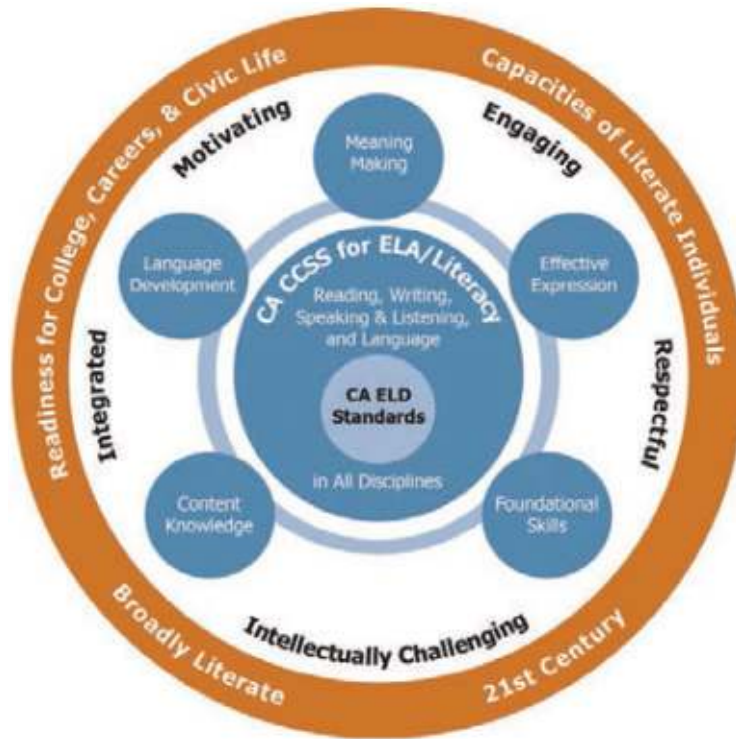 Readiness for College, Careers, & Civic Life
Capacities of Literate Individuals
Motivating
Engaging
Meaning
Making
Language
Development
Effective
Expression
CA CCSS for ELA/Literacy
Reading, Writing,
Speaking & Listening,
and Language
CA ELD
Standards
in All Disciplines
Integrated
Respectful
Content
Knowledge
Foundational
Skills
Intellectually Challenging
Broadly Literate
21st Century